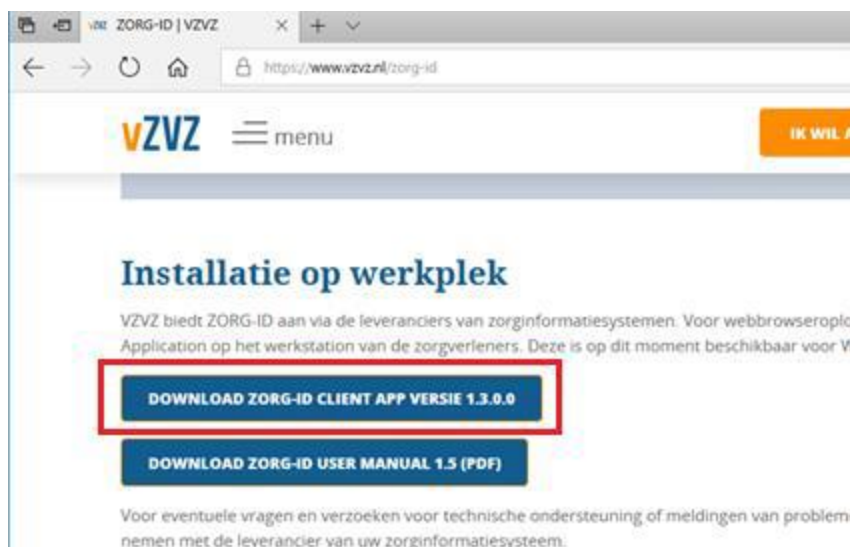 ZORG-ID | VZVZ
https://www.vzvz.nl/zorg-id
vZVZ
menu
IK WIL A
Installatie op werkplek
VZVZ biedt ZORG-ID aan via de leveranciers van zorginformatiesystemen. Voor webbrowseroplo
Application op het werkstation van de zorgverleners. Deze is op dit moment beschikbaar voor W
DOWNLOAD ZORG-ID CLIENT APP VERSIE 1.3.0.0
DOWNLOAD ZORG-ID USER MANUAL 1.5 (PDF)
Voor eventuele vragen en verzoeken voor technische ondersteuning of meldingen van probleme
nemen met de leverancier van uw zorginformatiesysteem.